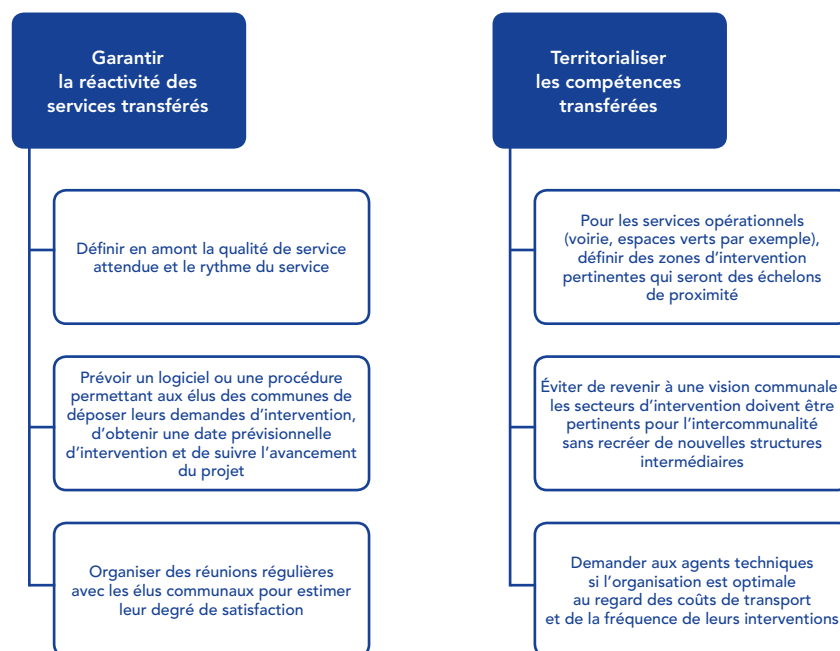 Garantir
la réactivité des
services transférés
Définir en amont la qualité de service
attendue et le rythme du service
Prévoir un logiciel ou une procédure
permettant aux élus des communes de
déposer leurs demandes d’intervention,
d’obtenir une date prévisionnelle
d’intervention et de suivre l’avancement
du projet
Organiser des réunions régulières
avec les élus communaux pour estimer
leur degré de satisfaction
Territorialiser
les compétences
transférées
Pour les services opérationnels
(voirie, espaces verts par exemple),
définir des zones d’intervention
pertinentes qui seront des échelons
de proximité
Éviter de revenir à une vision communale
les secteurs d’intervention doivent être
pertinents pour l’intercommunalité
sans recréer de nouvelles structures
intermédiaires
Demander aux agents techniques
si l’organisation est optimale
au regard des coûts de transport
et de la fréquence de leurs interventions